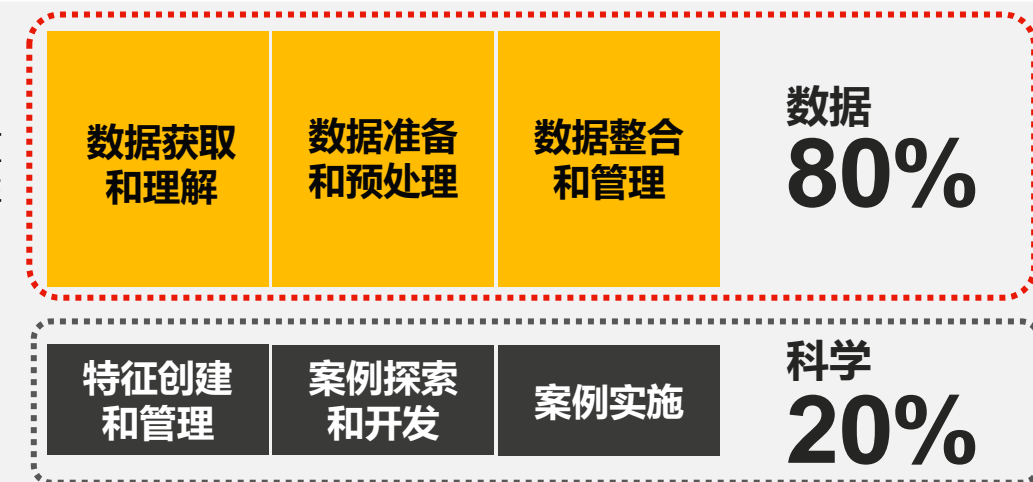 数据获取
和理解
数据准备
和预处理
数据整合
和管理
数据
80%
特征创建
和管理
案例探索
和开发
案例实施
科学
20%